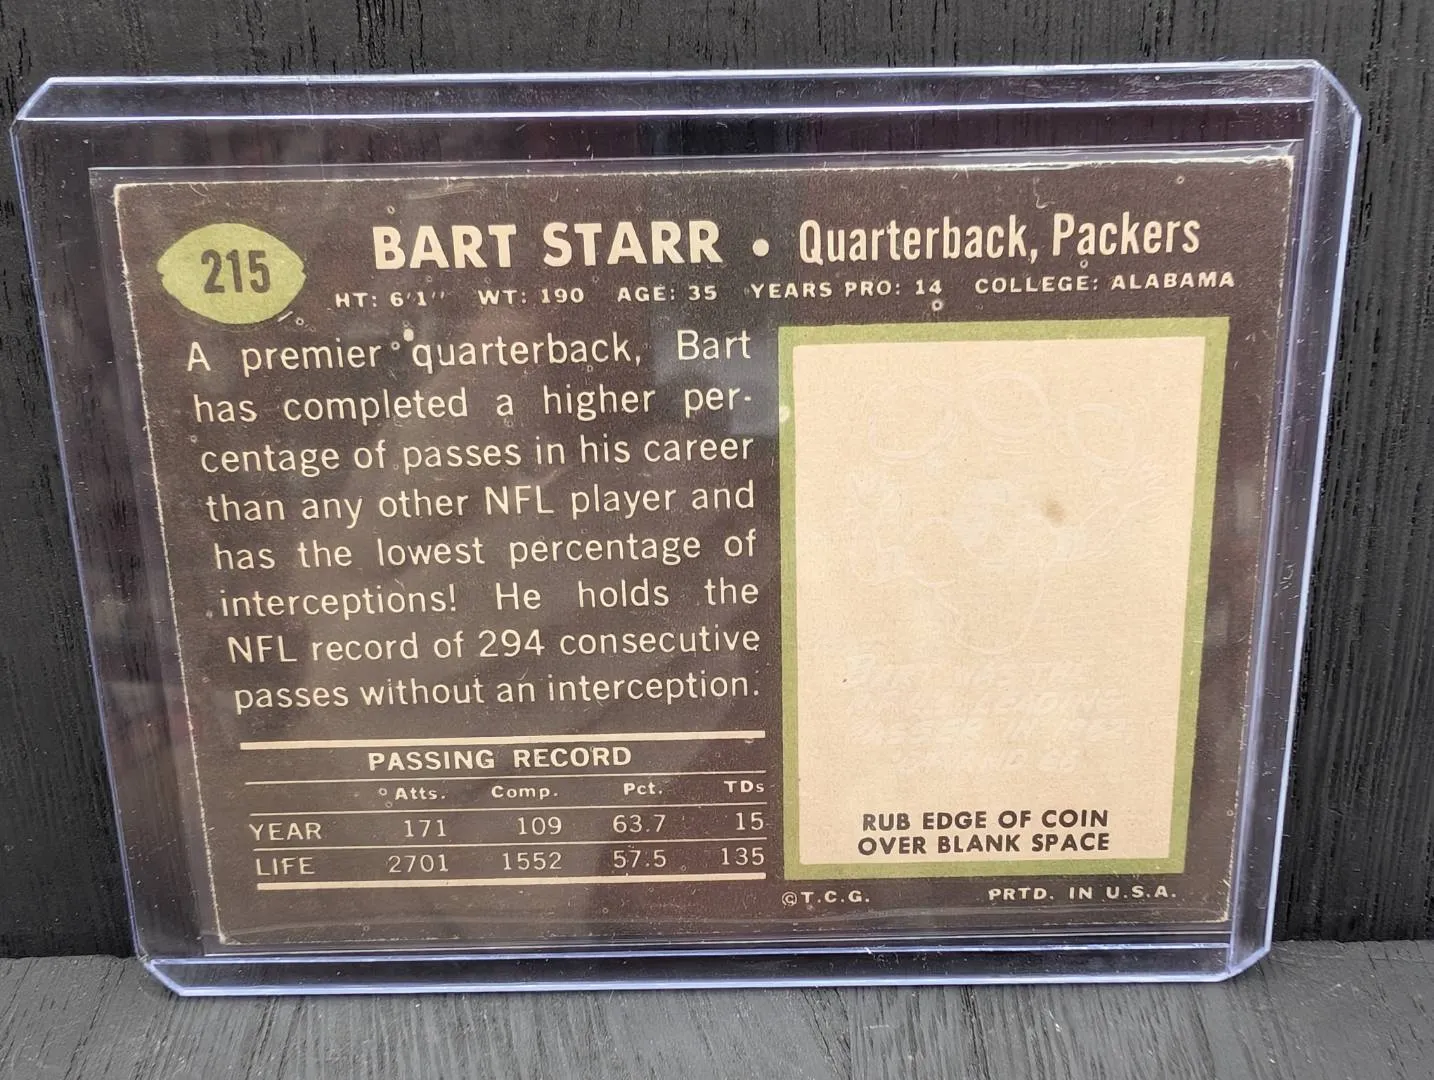 215
BART STARR • Quarterback, Packers
HT: 6'1" WT: 190 AGE: 35 YEARS PRO: 14 COLLEGE: ALABAMA
A premier quarterback, Bart
has completed a higher per-
centage of passes in his career
than any other NFL player and
has the lowest percentage of
interceptions! He holds the
NFL record of 294 consecutive
passes without an interception.
PASSING RECORD
Atts. Comp. Pct. TDs
YEAR 171 109 63.7 15
LIFE 2701 1552 57.5 135
RUB EDGE OF COIN
OVER BLANK SPACE
©T.C.G. PRTD. IN U.S.A.